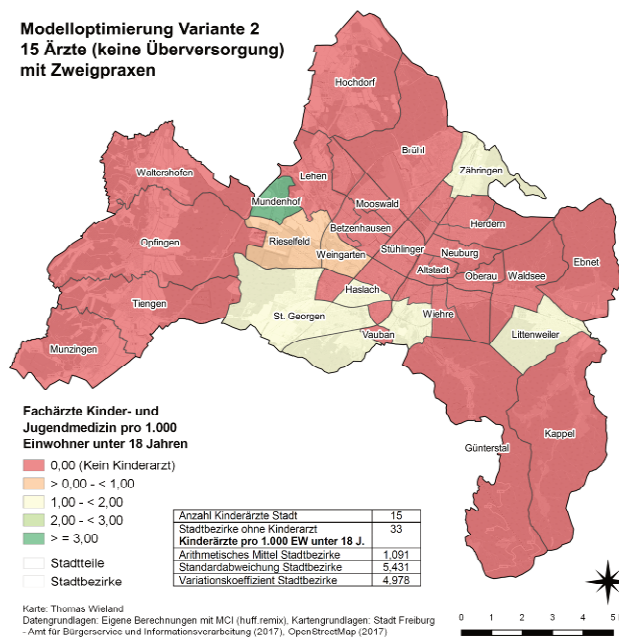 Modelloptimierung Variante 2
15 Ärzte (keine Überversorgung)
mit Zweigpraxen
Hochdorf
Brühl
Zähringen
Lehen
Waltershofen
Mundenhof
Mooswald
Herdern
Betzenhausen
Opfingen
Rieselfeld
Stühlinger
Neuburg
Weingarten
Ebnet
Altstadt
Oberau
Waldsee
Haslach
Tiengen
St. Georgen
Wiehre
Vauban
Littenweiler
Munzingen
Günterstal
Kappel
Fachärzte Kinder- und
Jugendmedizin pro 1.000
Einwohner unter 18 Jahren
0,00 (Kein Kinderarzt)
> 0,00 - < 1,00
1,00 - < 2,00
2,00 - < 3,00
> = 3,00
Stadtteile
Stadtbezirke
Anzahl Kinderärzte Stadt 15
Stadtbezirke ohne Kinderarzt 33
Kinderärzte pro 1.000 EW unter 18 J.
Arithmetisches Mittel Stadtbezirke 1,091
Standardabweichung Stadtbezirke 5,431
Variationskoeffizient Stadtbezirke 4,978
Karte: Thomas Wieland
Datengrundlagen: Eigene Berechnungen mit MCI (huff.remix), Kartengrundlagen: Stadt Freiburg
- Amt für Bürgerservice und Informationsverarbeitung (2017), OpenStreetMap (2017)
0 1 2 3 4 5